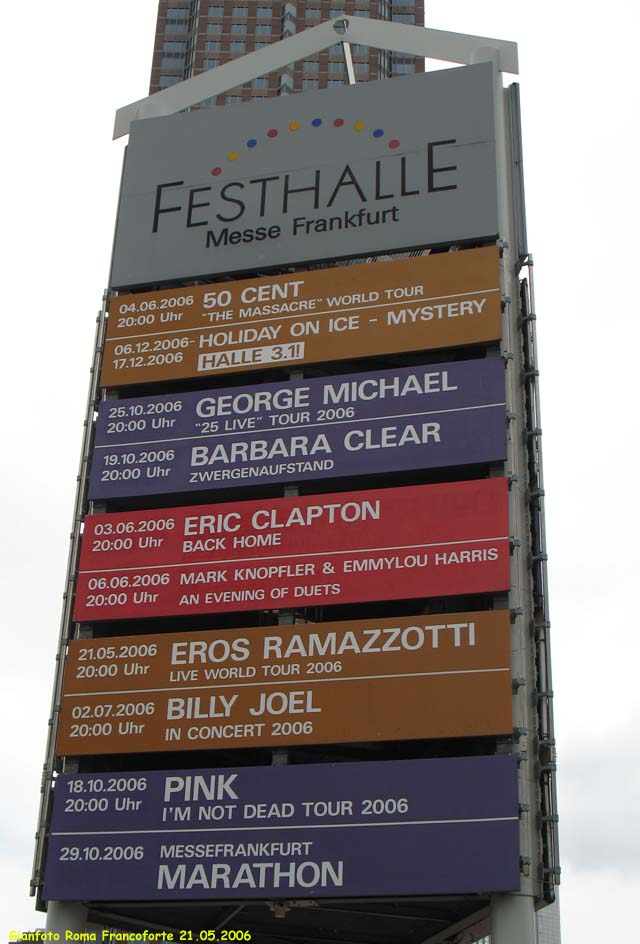 FESTHALLE
Messe Frankfurt
04.06.2006 50 CENT
20:00 Uhr "THE MASSACRE" WORLD TOUR
06.12.2006- HOLIDAY ON ICE - MYSTERY
17.12.2006 HALLE 3.1!
25.10.2006 GEORGE MICHAEL
20:00 Uhr "25 LIVE" TOUR 2006
19.10.2006 BARBARA CLEAR
20:00 Uhr ZWERGENAUFSTAND
03.06.2006 ERIC CLAPTON
20:00 Uhr BACK HOME
06.06.2006 MARK KNOPFLER & EMMYLOU HARRIS
20:00 Uhr AN EVENING OF DUETS
21.05.2006 EROS RAMAZZOTTI
20:00 Uhr LIVE WORLD TOUR 2006
02.07.2006 BILLY JOEL
20:00 Uhr IN CONCERT 2006
18.10.2006 PINK
20:00 Uhr I'M NOT DEAD TOUR 2006
29.10.2006 MESSEFRANKFURT
MARATHON
Gianfoto Roma Francoforte 21.05.2006